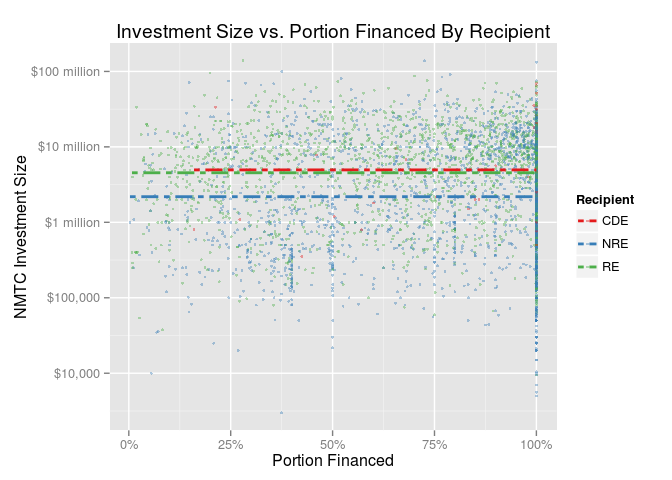 Investment Size vs. Portion Financed By Recipient
NMTC Investment Size
$100 million
$10 million
$1 million
$100,000
$10,000
0%
25%
50%
75%
100%
Portion Financed
Recipient
CDE
NRE
RE